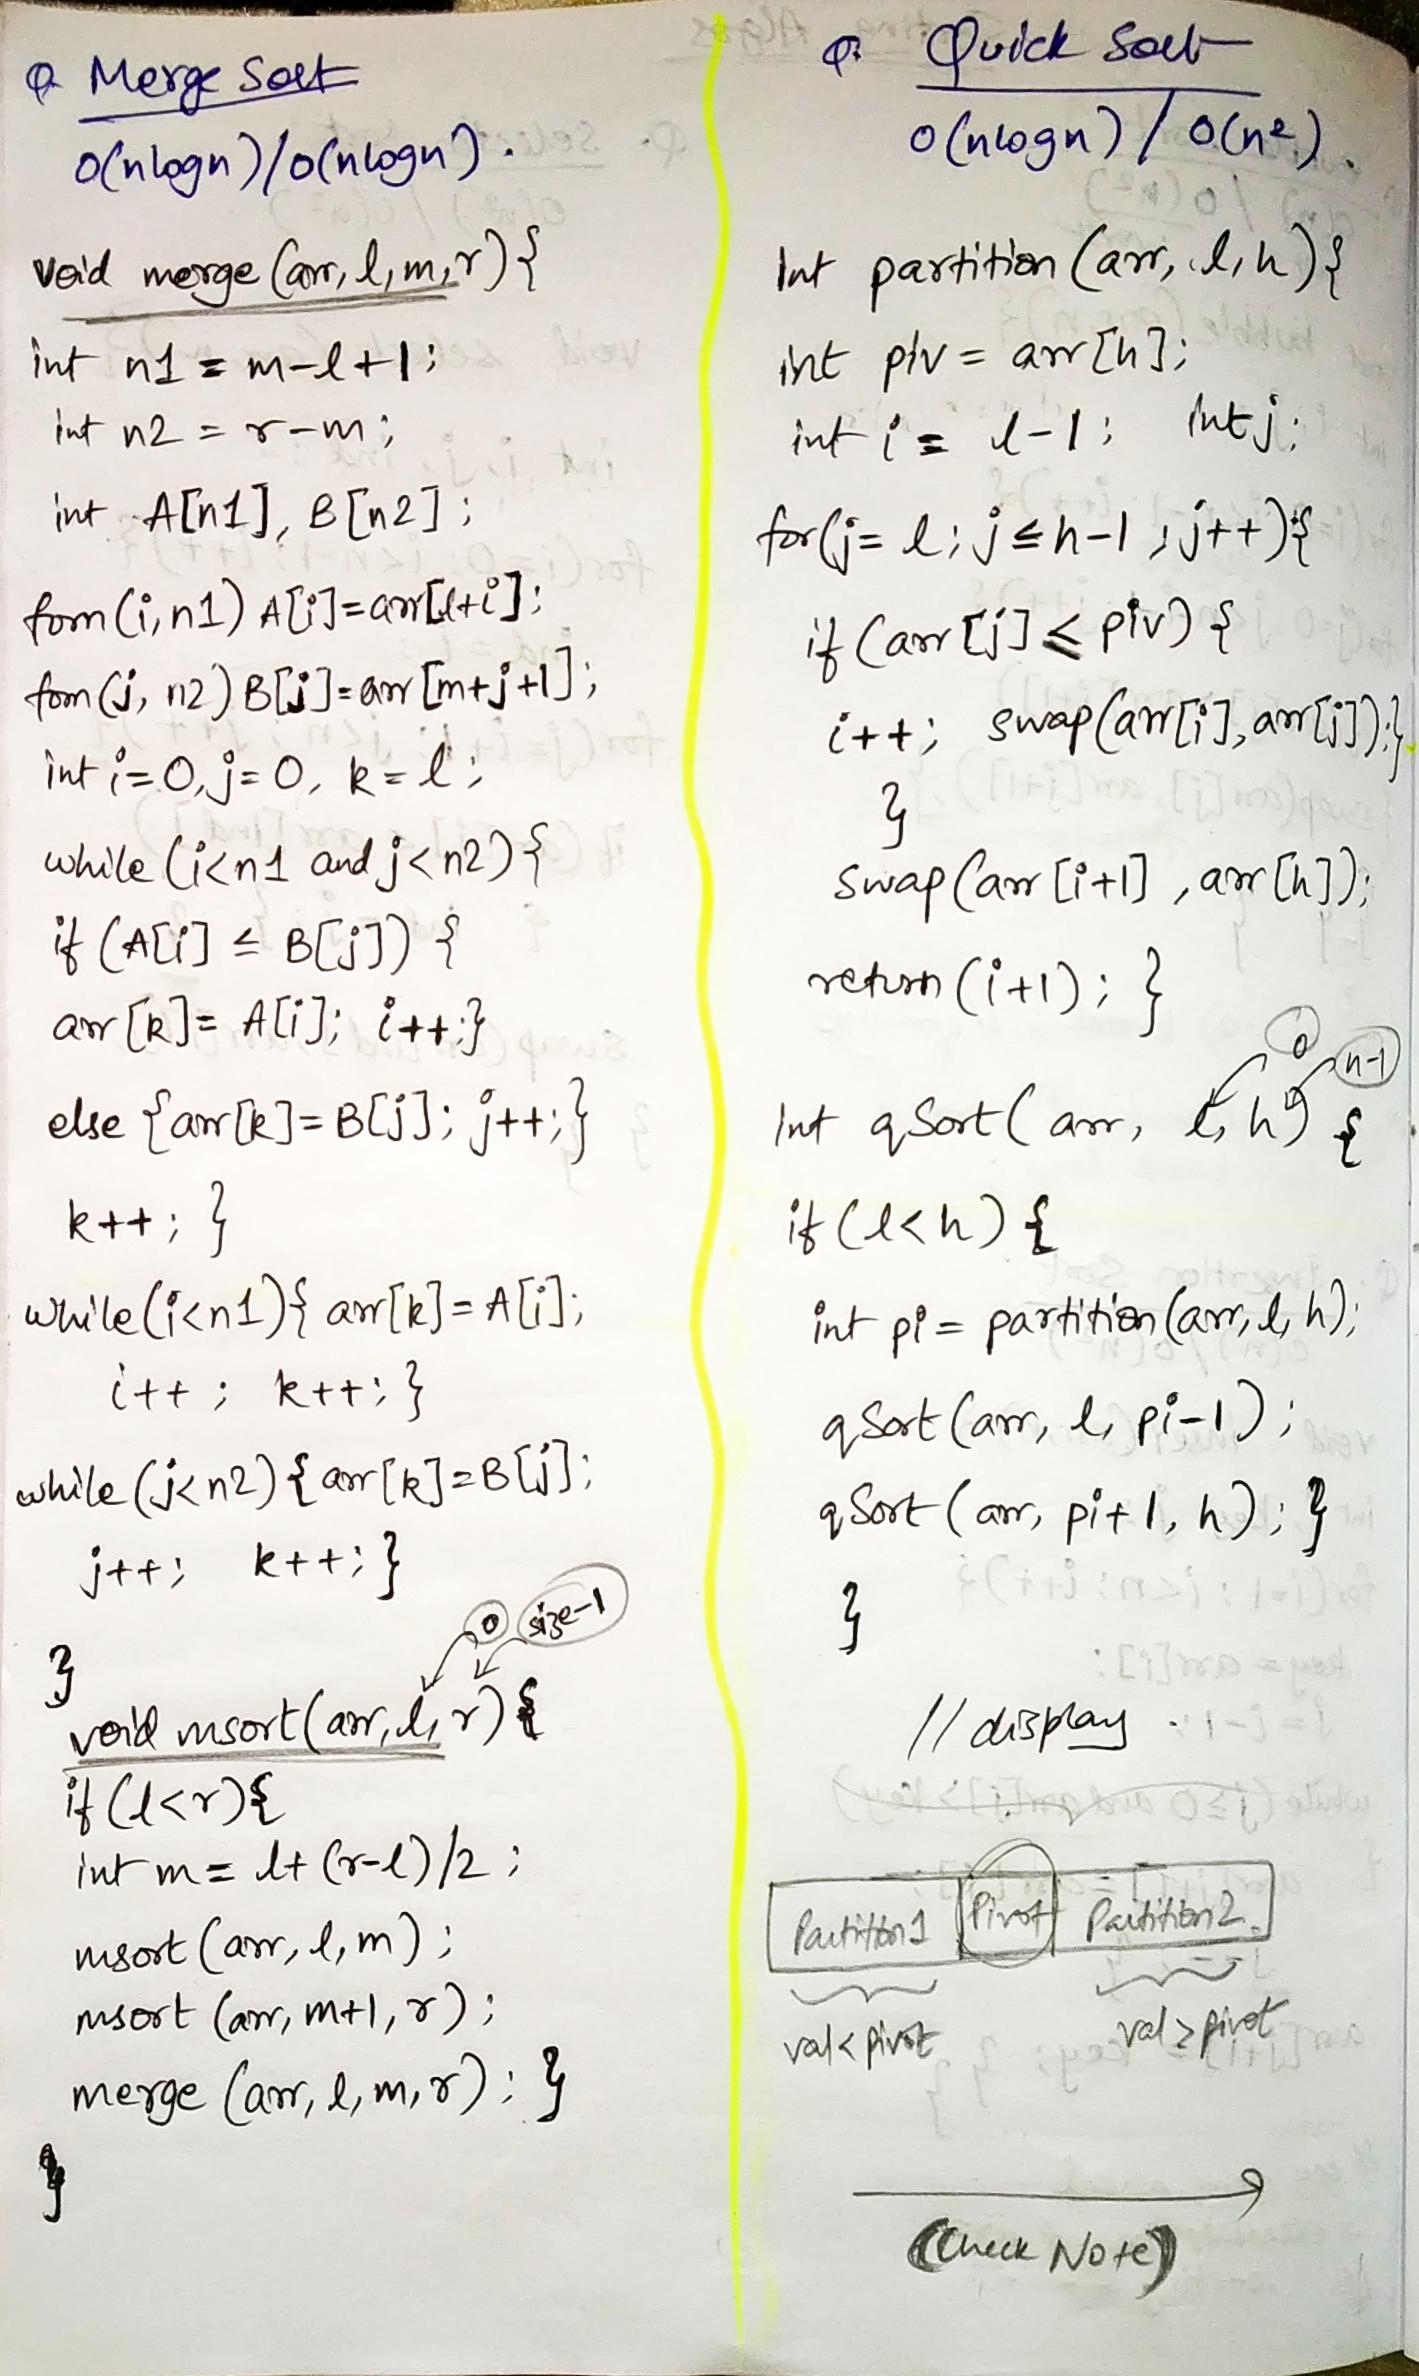 Q. Merge Sort
O(nlogn)/O(nlogn).
void merge (arr, l, m, r) {
int n1 = m-l+1;
int n2 = r-m;
int A[n1], B[n2];
forn (i, n1) A[i]=arr[l+i];
forn (j, n2) B[j]=arr[m+j+1];
int i=0, j=0, k=l;
while (i<n1 and j<n2) {
if (A[i] ≤ B[j]) {
arr[k]= A[i]; i++;}
else {arr[k]=B[j]; j++;}
k++; }
while (i<n1) { arr[k]=A[i];
i++; k++;}
while (j<n2) {arr[k]=B[j];
j++; k++;}
}
0 size-1
void msort(arr, l, r) {
if (l<r) {
int m= l+(r-l)/2;
msort (arr, l, m);
msort (arr, m+1, r);
merge (arr, l, m, r); }
}
Q. Quick Sort
O(nlogn) / O(n²).
Int partition (arr, l, h) {
int piv = arr[h];
int i = l-1; int j;
for (j= l; j≤h-1; j++) {
if (arr[j] ≤ piv) {
i++; swap(arr[i], arr[j]);}
}
swap(arr[i+1], arr[h]);
return (i+1); }
0 n-1
Int qSort( arr, l, h) {
if (l<h) {
int pi = partition(arr, l, h);
qSort(arr, l, pi-1);
qSort(arr, pi+1, h); }
}
// display
Partition1 Pivot Partition2
val<pivot val≥pivot
(Check Note)